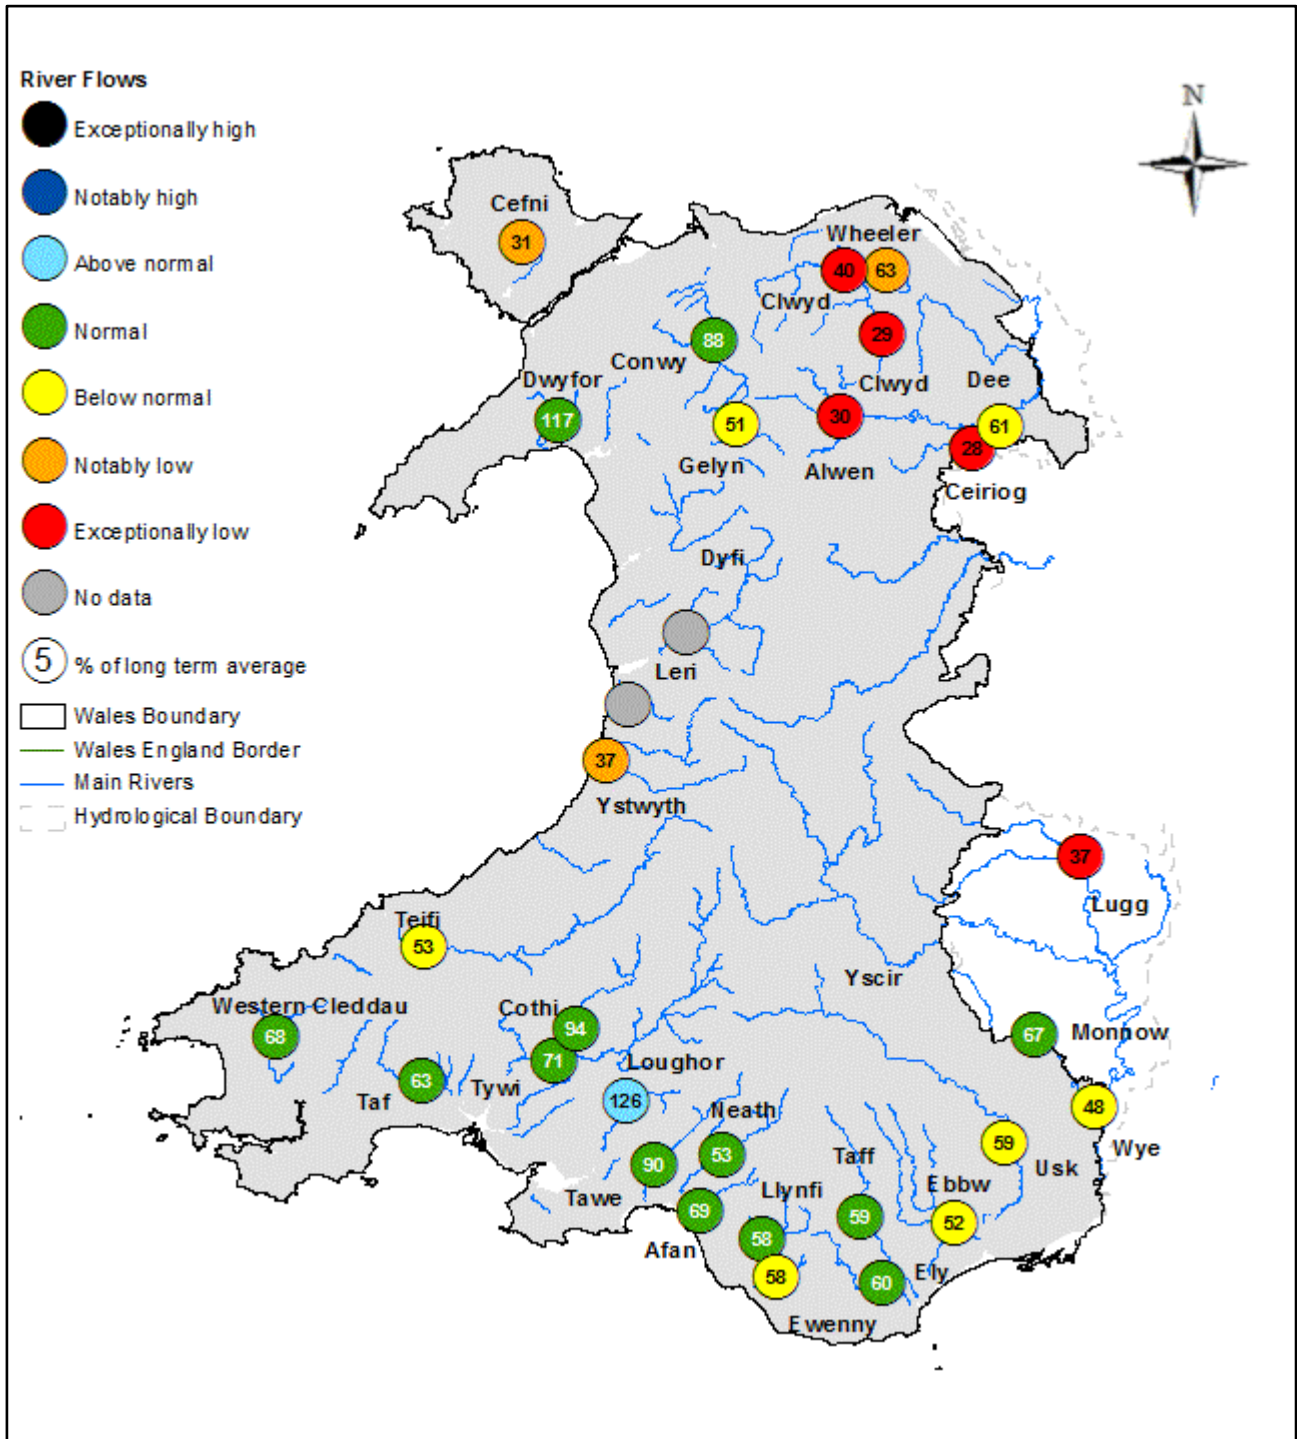 River Flows
Exceptionally high
Notably high
Above normal
Normal
Below normal
Notably low
Exceptionally low
No data
5 % of long term average
Wales Boundary
Wales England Border
Main Rivers
Hydrological Boundary
N
Cefni
31
Wheeler
40
63
Clwyd
29
Clwyd
88
Conwy
Dwyfor
117
51
Gelyn
30
Alwen
Dee
61
28
Ceiriog
Dyfi
Leri
37
Ystwyth
37
Lugg
Teifi
53
Yscir
Western Cleddau
68
Cothi
94
71
Tywi
63
Taf
67
Monnow
Loughor
126
48
Wye
Neath
53
59
Usk
90
Tawe
Taff
59
Ebbw
52
Llynfi
58
69
Afan
58
Ewenny
60
Ely